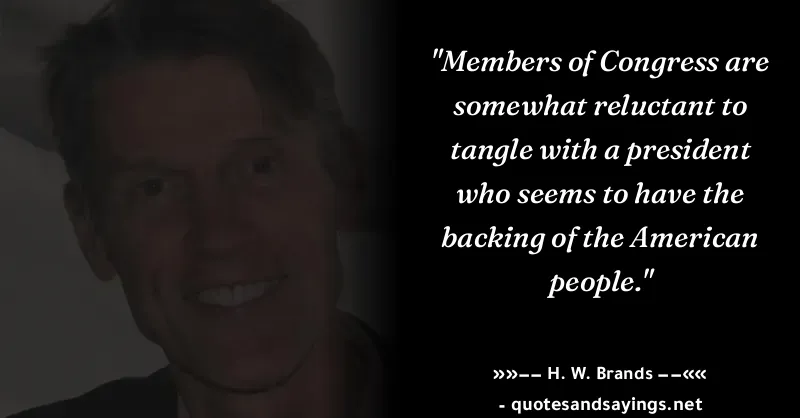 "Members of Congress are
somewhat reluctant to
tangle with a president
who seems to have the
backing of the American
people."
»»−− H. W. Brands −−««
- quotesandsayings.net